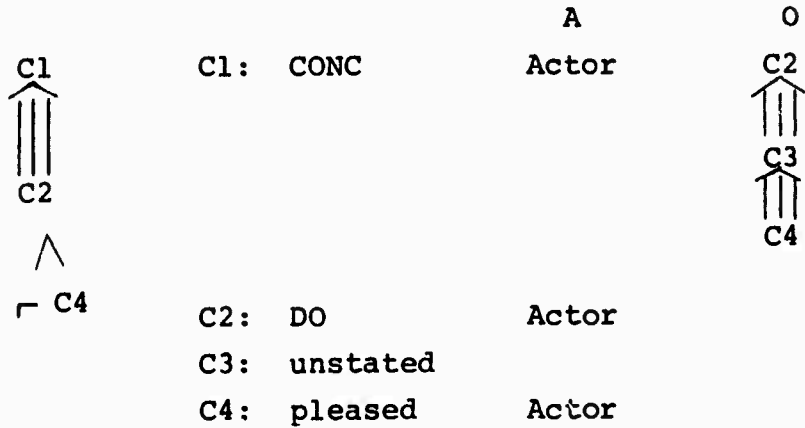 A O
C1 C1: CONC Actor C2
C2 C3
C4
C4 C2: DO Actor
C3: unstated
C4: pleased Actor